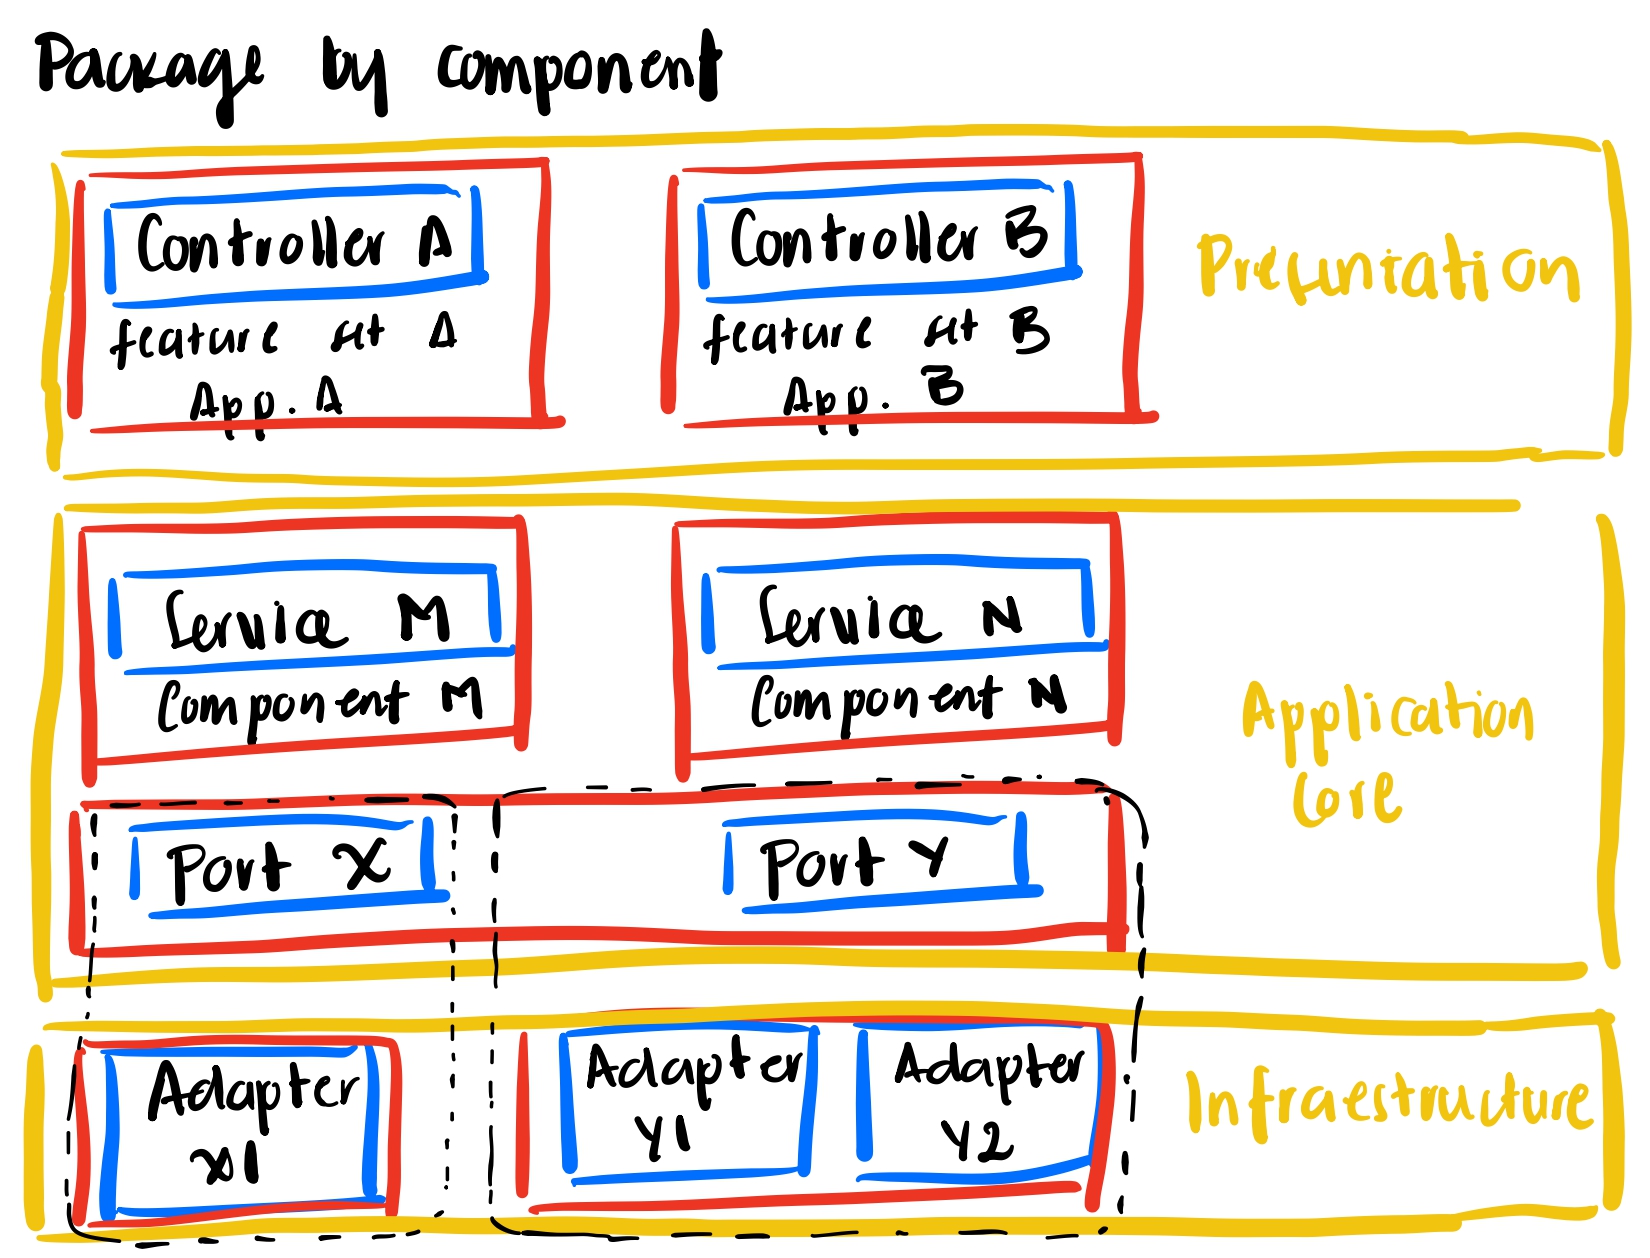 Package by component
Controller A
feature set A
App. A
Controller B
feature set B
App. B
Presentation
Service M
Component M
Service N
Component N
Application
Core
Port X
Port Y
Adapter
X1
Adapter
Y1
Adapter
Y2
Infraestructure